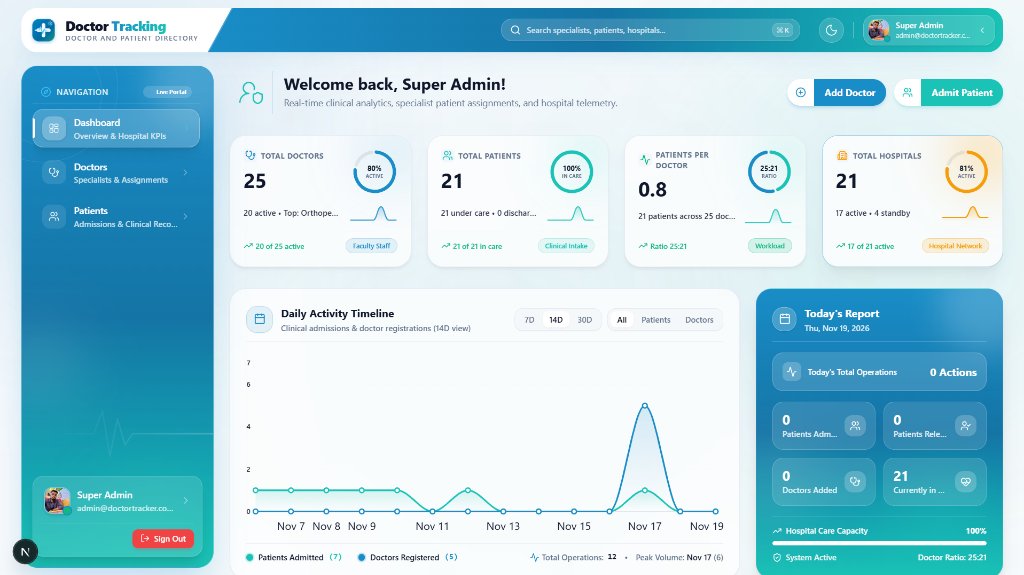 Doctor Tracking
DOCTOR AND PATIENT DIRECTORY
Search specialists, patients, hospitals...
⌘K
Super Admin
admin@doctortracker.c...
NAVIGATION
Live Portal
Dashboard
Overview & Hospital KPIs
Doctors
Specialists & Assignments
Patients
Admissions & Clinical Reco...
Super Admin
admin@doctortracker.co...
Sign Out
N
Welcome back, Super Admin!
Real-time clinical analytics, specialist patient assignments, and hospital telemetry.
Add Doctor
Admit Patient
TOTAL DOCTORS
25
80%
ACTIVE
20 active • Top: Orthope...
20 of 25 active
Faculty Staff
TOTAL PATIENTS
21
100%
IN CARE
21 under care • 0 dischar...
21 of 21 in care
Clinical Intake
PATIENTS PER
DOCTOR
0.8
25:21
RATIO
21 patients across 25 doc...
Ratio 25:21
Workload
TOTAL HOSPITALS
21
81%
ACTIVE
17 active • 4 standby
17 of 21 active
Hospital Network
Daily Activity Timeline
Clinical admissions & doctor registrations (14D view)
7D 14D 30D
All Patients Doctors
7
6
4
2
0
Nov 7 Nov 8 Nov 9 Nov 11 Nov 13 Nov 15 Nov 17 Nov 19
Patients Admitted (7) Doctors Registered (5)
Total Operations: 12 • Peak Volume: Nov 17 (6)
Today's Report
Thu, Nov 19, 2026
Today's Total Operations 0 Actions
0
Patients Adm...
0
Patients Rele...
0
Doctors Added
21
Currently in ...
Hospital Care Capacity 100%
System Active Doctor Ratio: 25:21